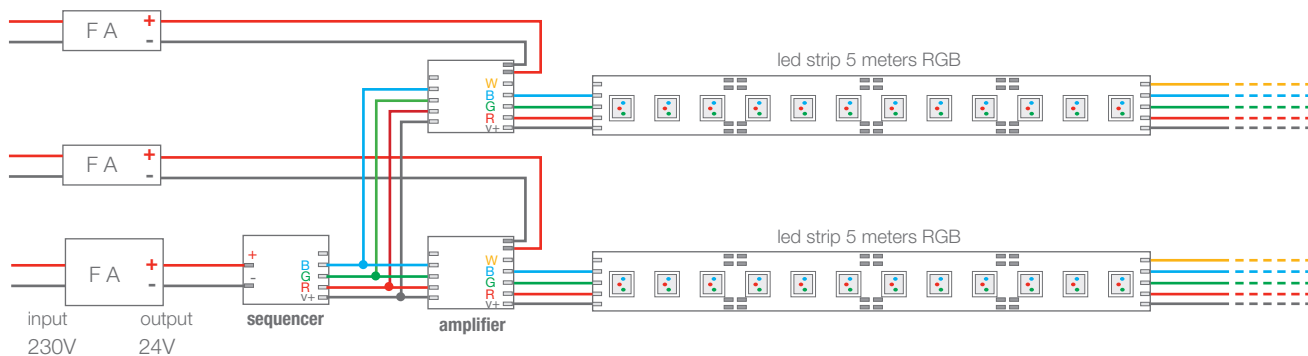 F A
+
-
led strip 5 meters RGB
W
B
G
R
V+
F A
+
-
led strip 5 meters RGB
F A
+
-
+
-
B
G
R
V+
W
B
G
R
V+
input
output
sequencer
amplifier
230V
24V